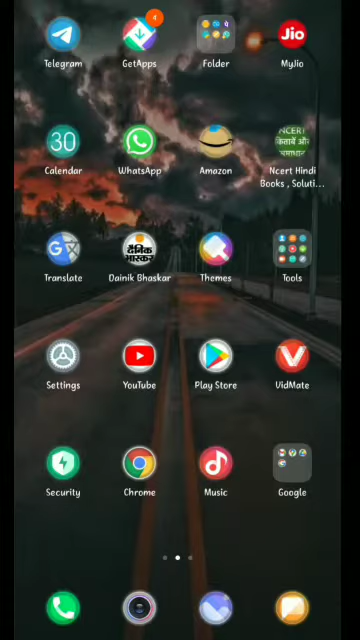 Telegram
GetApps
Folder
Jio
MyJio
30
Calendar
WhatsApp
Amazon
NCERT
Ncert Hindi
Books , Soluti...
Translate
दैनिक
भास्कर
Dainik Bhaskar
Themes
Tools
Settings
YouTube
Play Store
VidMate
Security
Chrome
Music
Google